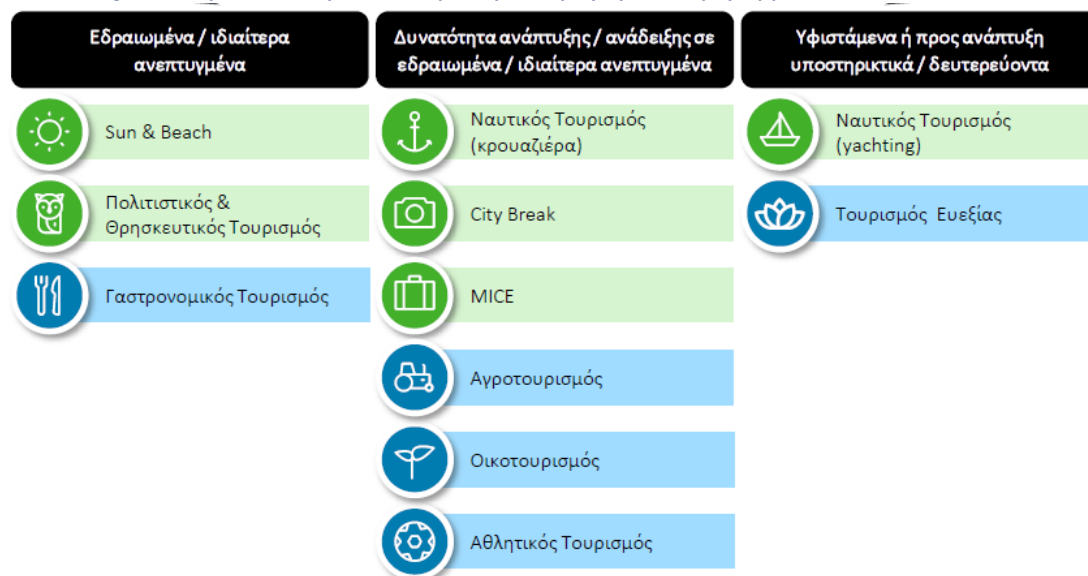 Εδραιωμένα / ιδιαίτερα
ανεπτυγμένα
Sun & Beach
Πολιτιστικός &
Θρησκευτικός Τουρισμός
Γαστρονομικός Τουρισμός
Δυνατότητα ανάπτυξης / ανάδειξης σε
εδραιωμένα / ιδιαίτερα ανεπτυγμένα
Ναυτικός Τουρισμός
(κρουαζιέρα)
City Break
MICE
Αγροτουρισμός
Οικοτουρισμός
Αθλητικός Τουρισμός
Υφιστάμενα ή προς ανάπτυξη
υποστηρικτικά / δευτερεύοντα
Ναυτικός Τουρισμός
(yachting)
Τουρισμός Ευεξίας